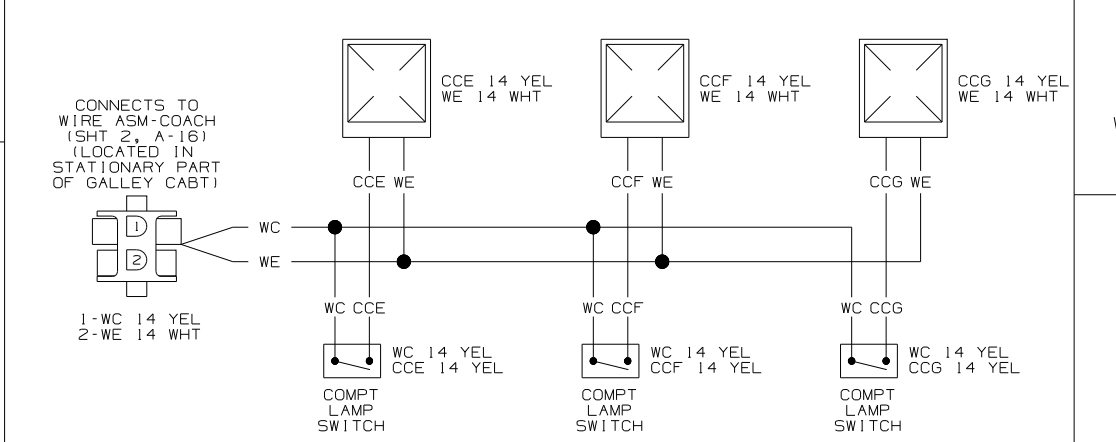 CONNECTS TO
WIRE ASM-COACH
(SHT 2, A-16)
(LOCATED IN
STATIONARY PART
OF GALLEY CABT)
1
2
1-WC 14 YEL
2-WE 14 WHT
CCE 14 YEL
WE 14 WHT
CCF 14 YEL
WE 14 WHT
CCG 14 YEL
WE 14 WHT
CCE WE
CCF WE
CCG WE
WC
WE
WC CCE
WC CCF
WC CCG
WC 14 YEL
CCE 14 YEL
COMPT
LAMP
SWITCH
WC 14 YEL
CCF 14 YEL
COMPT
LAMP
SWITCH
WC 14 YEL
CCG 14 YEL
COMPT
LAMP
SWITCH